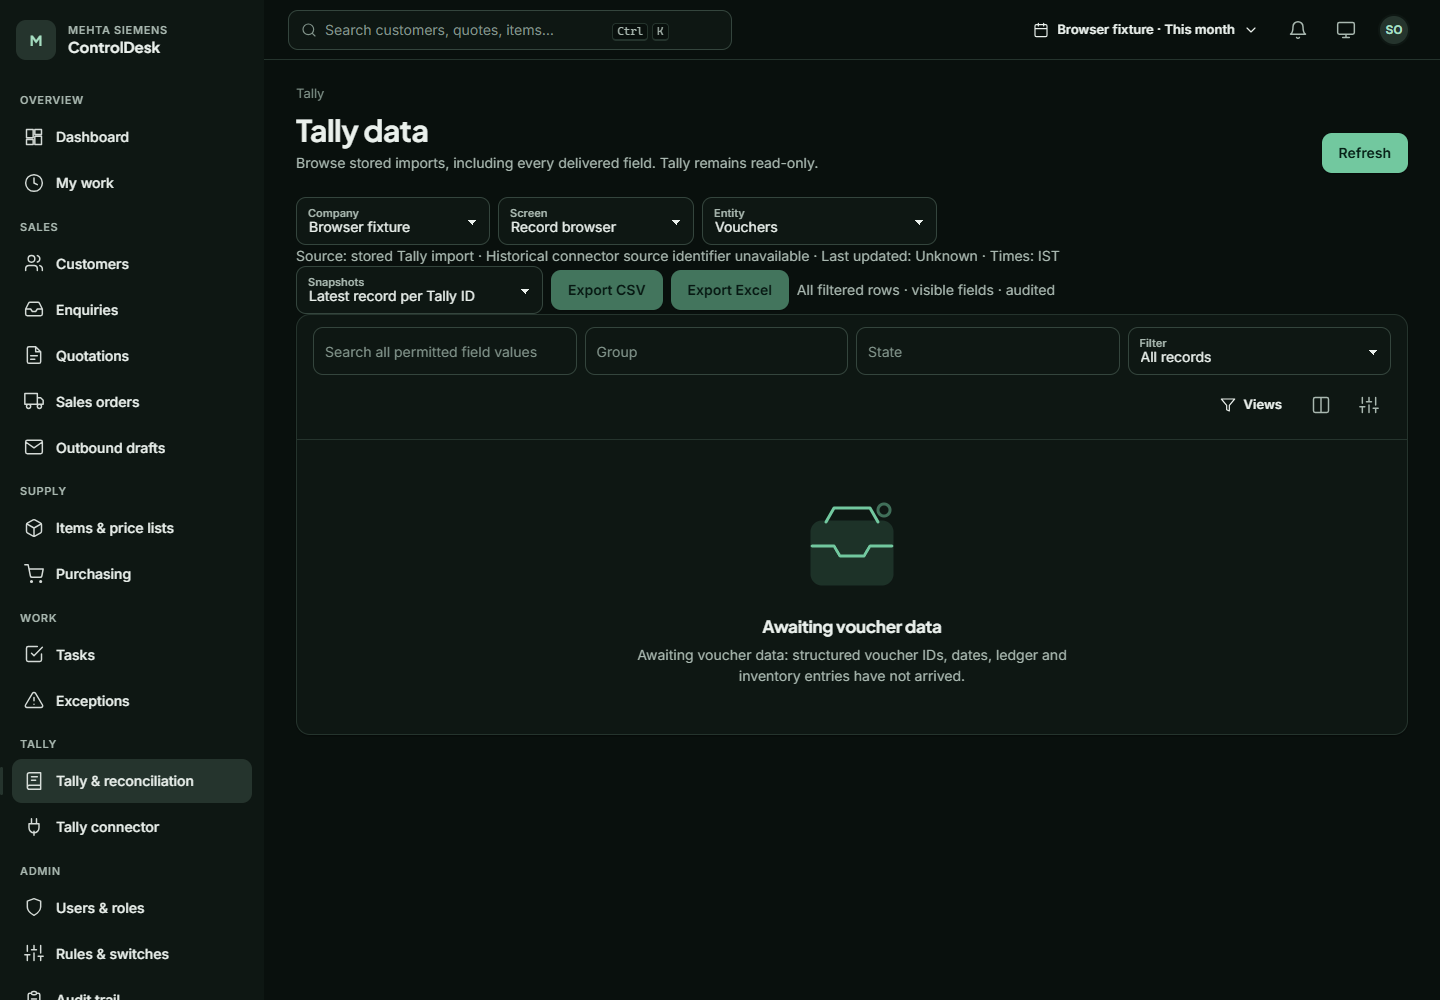 M
MEHTA SIEMENS
ControlDesk
OVERVIEW
Dashboard
My work
SALES
Customers
Enquiries
Quotations
Sales orders
Outbound drafts
SUPPLY
Items & price lists
Purchasing
WORK
Tasks
Exceptions
TALLY
Tally & reconciliation
Tally connector
ADMIN
Users & roles
Rules & switches
Audit trail
Search customers, quotes, items... Ctrl K
Browser fixture · This month
SO
Tally
Tally data
Browse stored imports, including every delivered field. Tally remains read-only.
Refresh
Company
Browser fixture
Screen
Record browser
Entity
Vouchers
Source: stored Tally import · Historical connector source identifier unavailable · Last updated: Unknown · Times: IST
Snapshots
Latest record per Tally ID
Export CSV
Export Excel
All filtered rows · visible fields · audited
Search all permitted field values
Group
State
Filter
All records
Views
Awaiting voucher data
Awaiting voucher data: structured voucher IDs, dates, ledger and
inventory entries have not arrived.